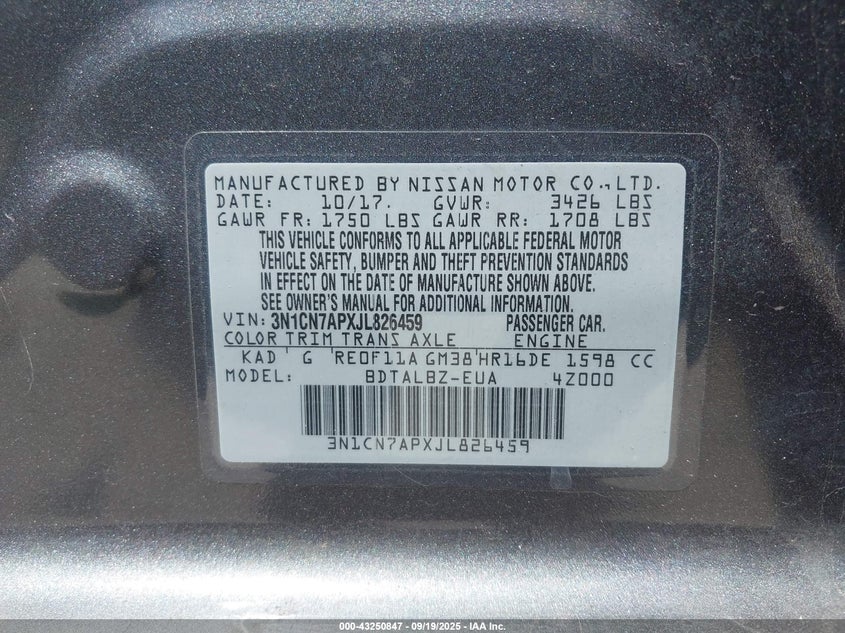 MANUFACTURED BY NISSAN MOTOR CO.,LTD.
DATE: 10/17. GVWR: 3426 LBS
GAWR FR: 1750 LBS GAWR RR: 1708 LBS
THIS VEHICLE CONFORMS TO ALL APPLICABLE FEDERAL MOTOR
VEHICLE SAFETY, BUMPER AND THEFT PREVENTION STANDARDS
IN EFFECT ON THE DATE OF MANUFACTURE SHOWN ABOVE.
SEE OWNER'S MANUAL FOR ADDITIONAL INFORMATION.
VIN: 3N1CN7APXJL826459 PASSENGER CAR.
COLOR TRIM TRANS AXLE ENGINE
KAD G RE0F11A GM38 HR16DE 1598 CC
MODEL: BDTALBZ-EUA 4Z000
3N1CN7APXJL826459
000-43250847 - 09/19/2025 - IAA Inc.